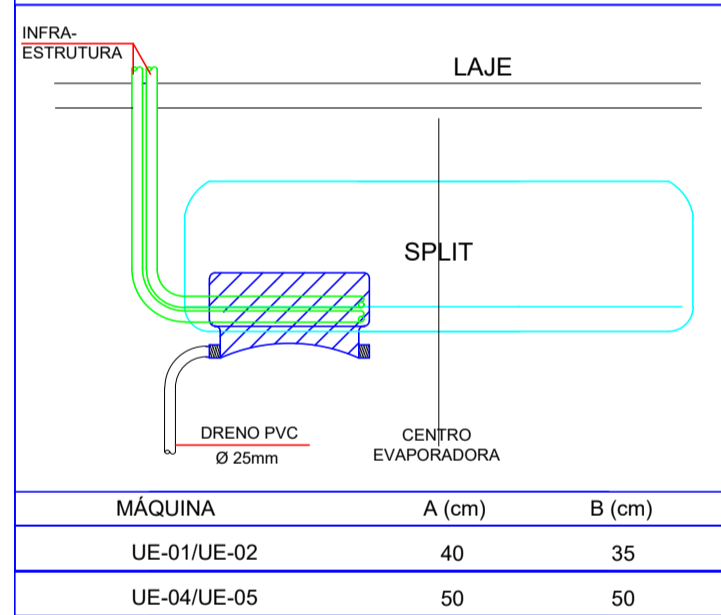 INFRA-
ESTRUTURA
LAJE
SPLIT
DRENO PVC
Ø 25mm
CENTRO
EVAPORADORA
MÁQUINA A (cm) B (cm)
UE-01/UE-02 40 35
UE-04/UE-05 50 50